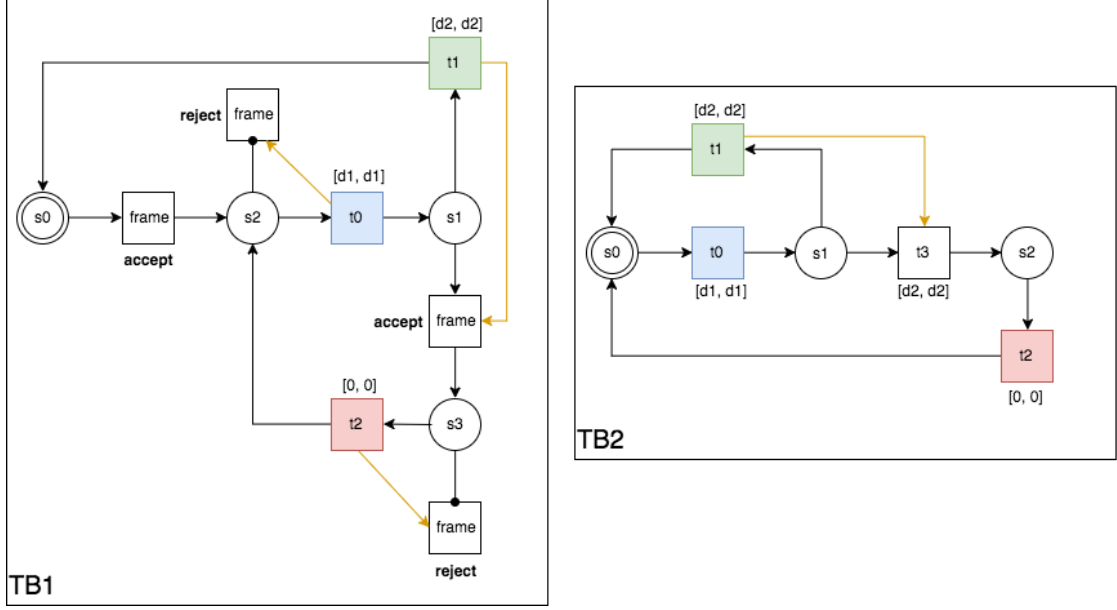 [d2, d2]
t1
reject
frame
[d1, d1]
s0
frame
s2
t0
s1
accept
accept
frame
[0, 0]
t2
s3
frame
reject
TB1
[d2, d2]
t1
s0
t0
s1
t3
s2
[d1, d1]
[d2, d2]
t2
[0, 0]
TB2